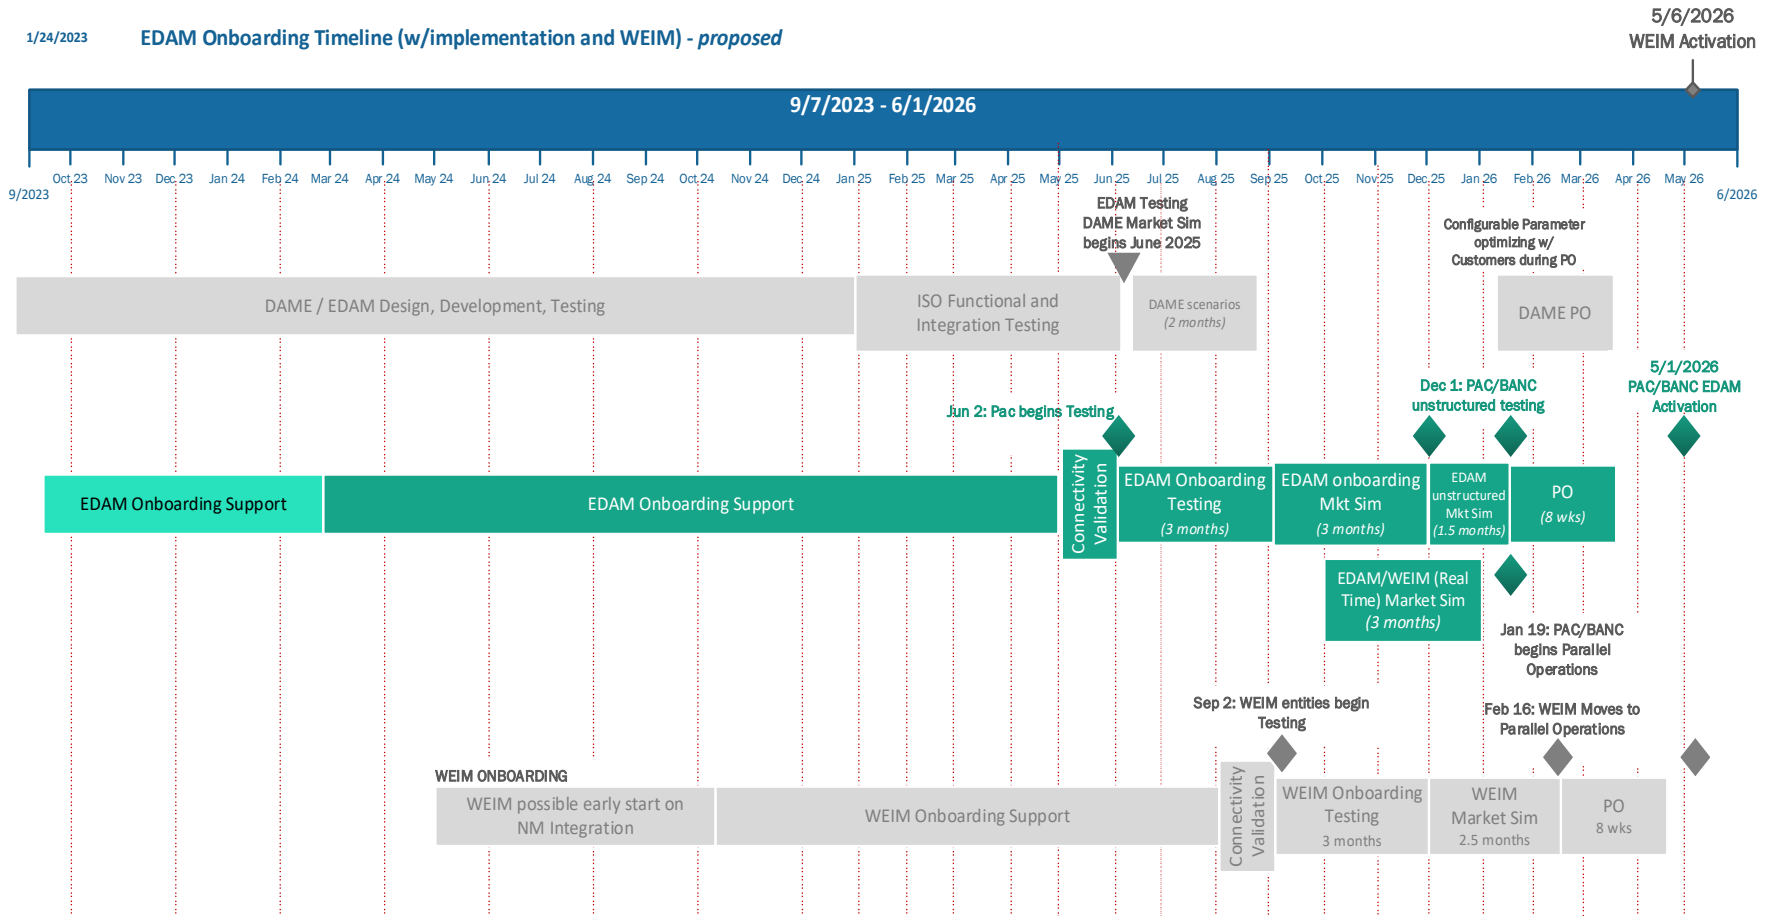 5/6/2026
WEIM Activation
1/24/2023
EDAM Onboarding Timeline (w/implementation and WEIM) - proposed
9/7/2023 - 6/1/2026
Oct 23 Nov 23 Dec 23 Jan 24 Feb 24 Mar 24 Apr 24 May 24 Jun 24 Jul 24 Aug 24 Sep 24 Oct 24 Nov 24 Dec 24 Jan 25 Feb 25 Mar 25 Apr 25 May 25 Jun 25 Jul 25 Aug 25 Sep 25 Oct 25 Nov 25 Dec 25 Jan 26 Feb 26 Mar 26 Apr 26 May 26
9/2023
6/2026
EDAM Testing
DAME Market Sim
begins June 2025
Configurable Parameter
optimizing w/
Customers during PO
DAME / EDAM Design, Development, Testing
ISO Functional and
Integration Testing
DAME scenarios
(2 months)
DAME PO
5/1/2026
PAC/BANC EDAM
Activation
Dec 1: PAC/BANC
unstructured testing
Jun 2: Pac begins Testing
EDAM Onboarding Support
EDAM Onboarding Support
Connectivity
Validation
EDAM Onboarding
Testing
(3 months)
EDAM onboarding
Mkt Sim
(3 months)
EDAM
unstructured
Mkt Sim
(1.5 months)
PO
(8 wks)
EDAM/WEIM (Real
Time) Market Sim
(3 months)
Jan 19: PAC/BANC
begins Parallel
Operations
Sep 2: WEIM entities begin
Testing
Feb 16: WEIM Moves to
Parallel Operations
WEIM ONBOARDING
WEIM possible early start on
NM Integration
WEIM Onboarding Support
Connectivity
Validation
WEIM Onboarding
Testing
3 months
WEIM
Market Sim
2.5 months
PO
8 wks